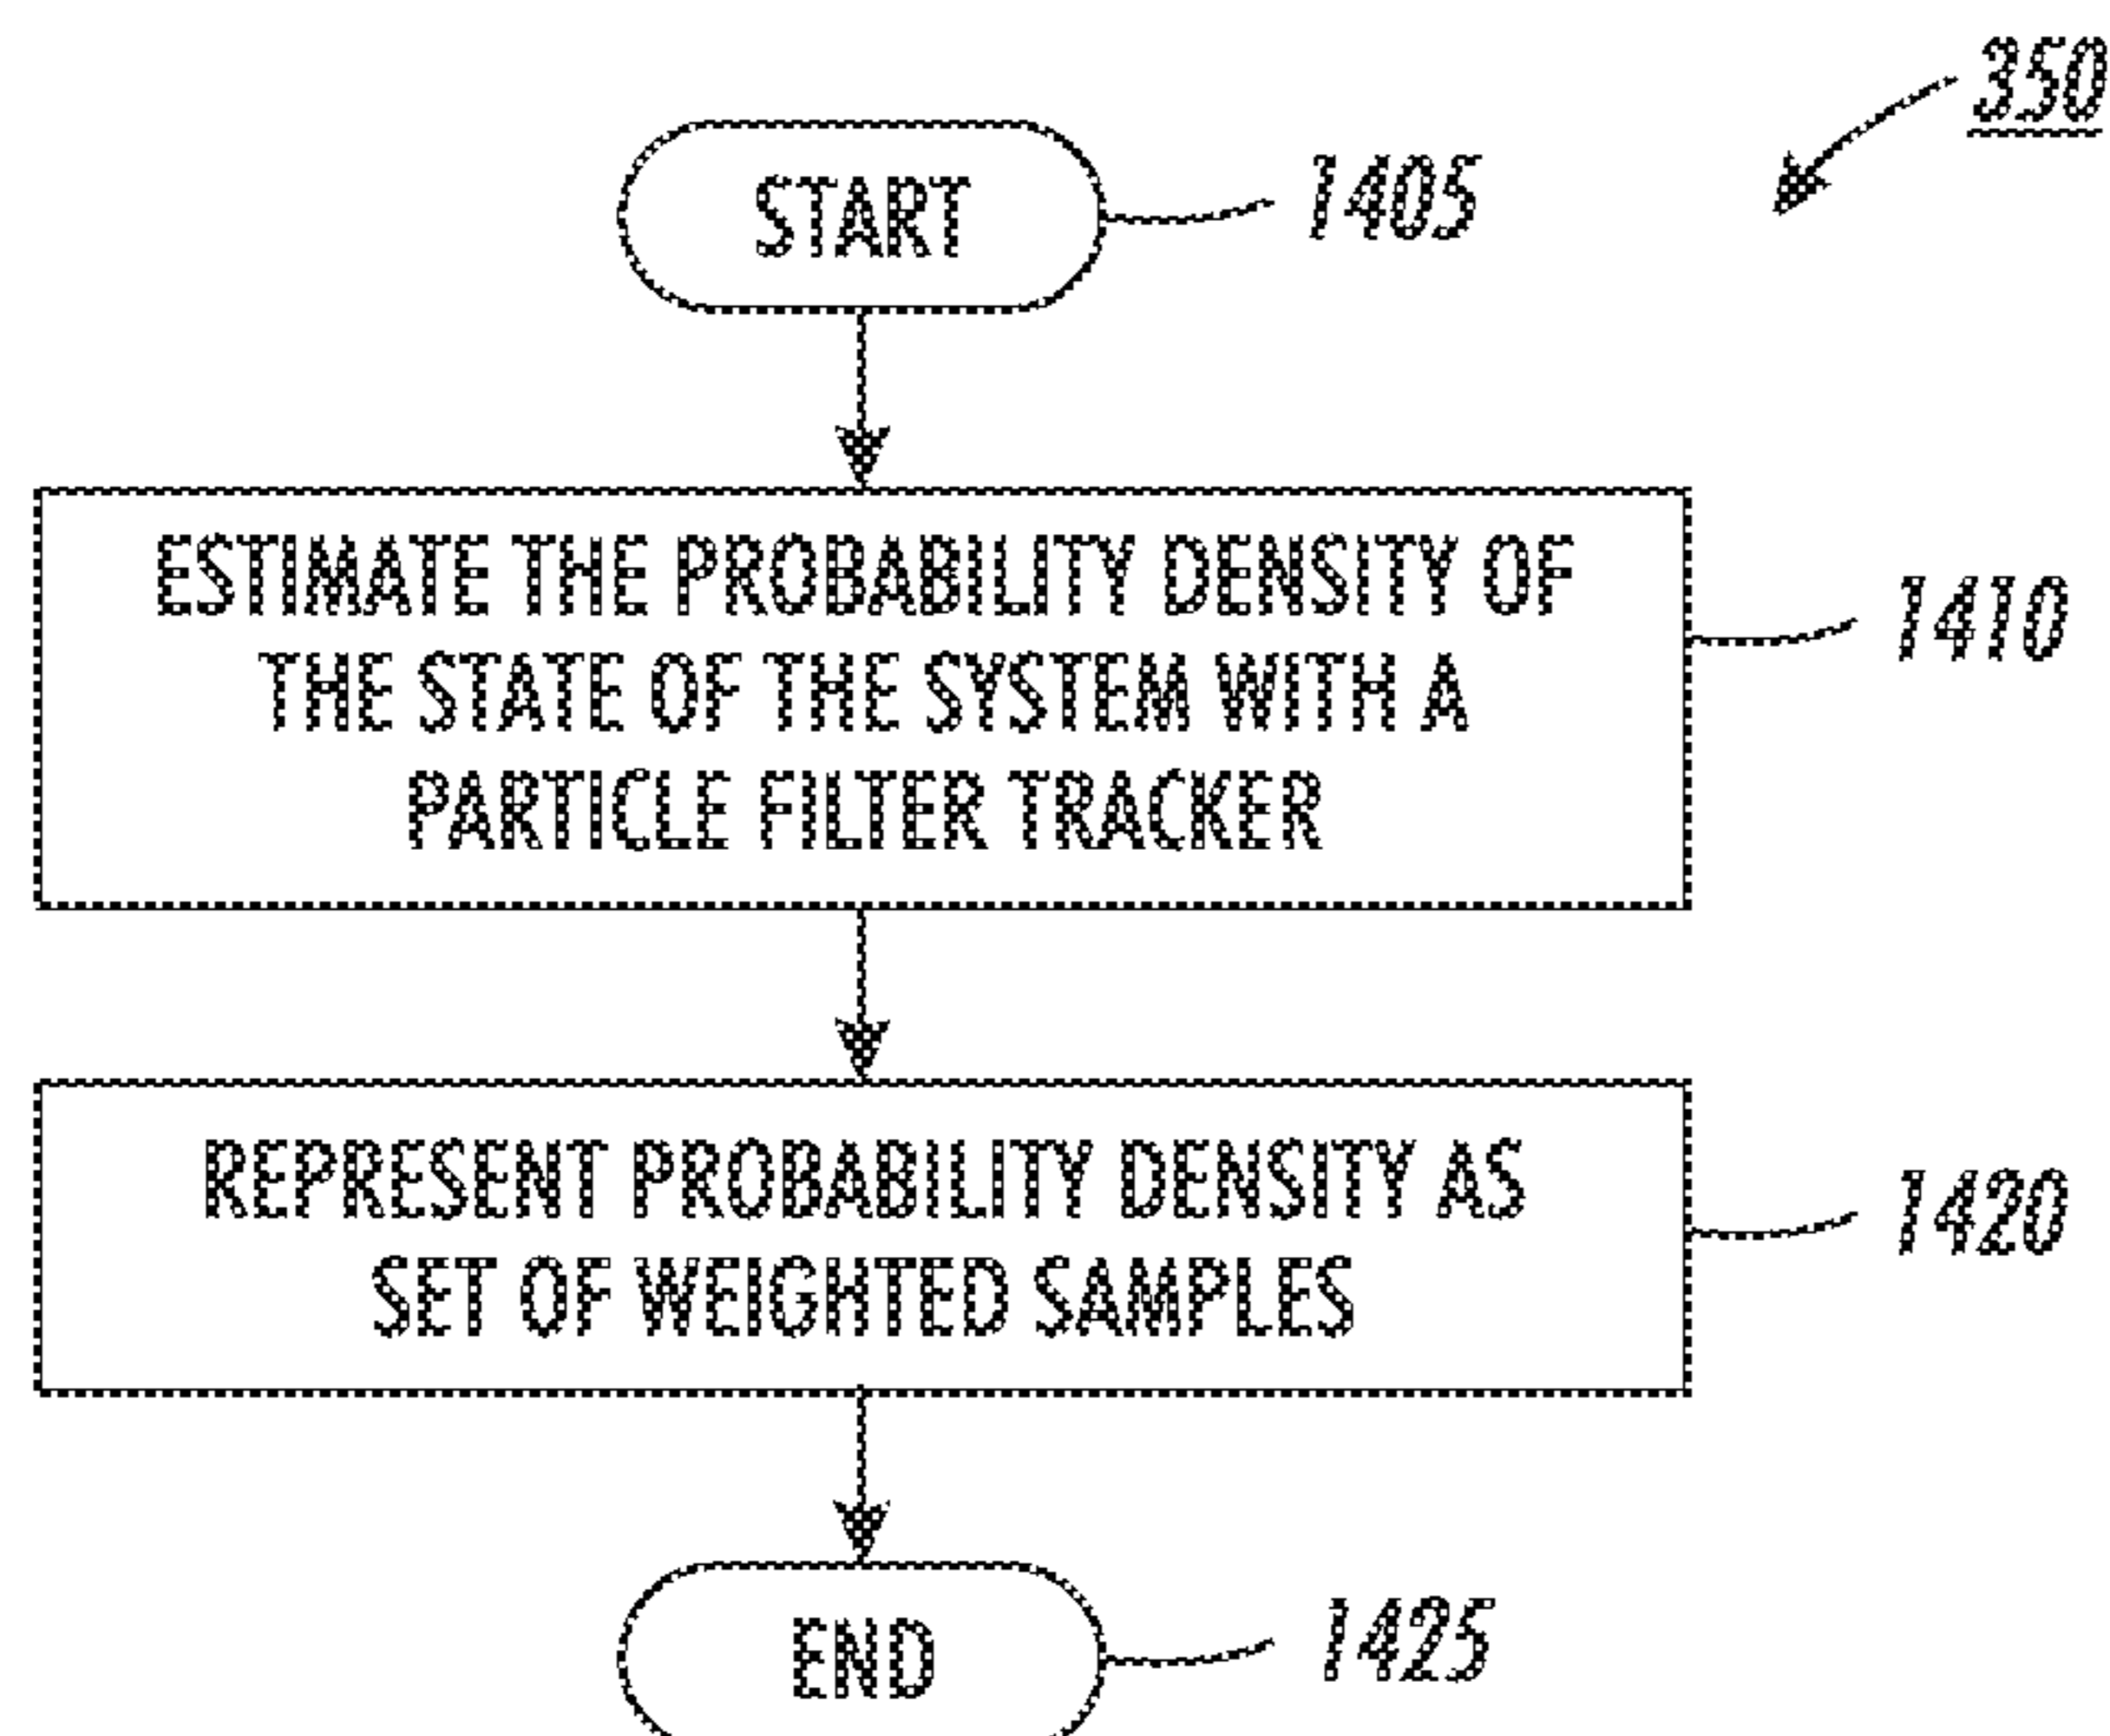 350
START
1405
ESTIMATE THE PROBABILITY DENSITY OF
THE STATE OF THE SYSTEM WITH A
PARTICLE FILTER TRACKER
1410
REPRESENT PROBABILITY DENSITY AS
SET OF WEIGHTED SAMPLES
1420
END
1425